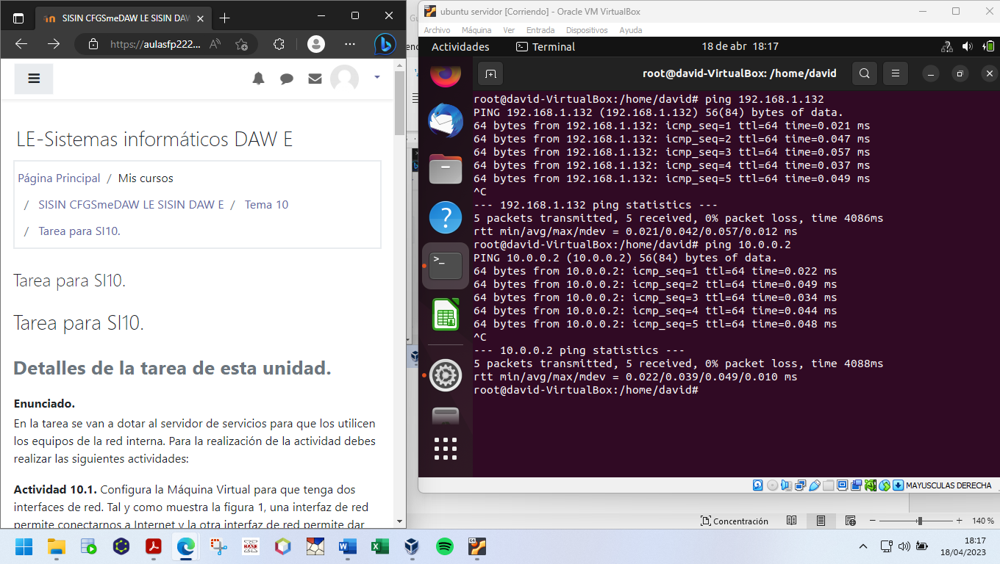 SISIN CFGSmeDAW LE SISIN DAW
https://aulasfp222...
LE-Sistemas informáticos DAW E
Página Principal / Mis cursos
/ SISIN CFGSmeDAW LE SISIN DAW E / Tema 10
/ Tarea para SI10.
Tarea para SI10.
Tarea para SI10.
Detalles de la tarea de esta unidad.
Enunciado.
En la tarea se van a dotar al servidor de servicios para que los utilicen
los equipos de la red interna. Para la realización de la actividad debes
realizar las siguientes actividades:
Actividad 10.1. Configura la Máquina Virtual para que tenga dos
interfaces de red. Tal y como muestra la figura 1, una interfaz de red
permite conectarnos a Internet y la otra interfaz de red permite dar
ubuntu servidor [Corriendo] - Oracle VM VirtualBox
Archivo Máquina Ver Entrada Dispositivos Ayuda
Actividades Terminal 18 de abr 18:17
root@david-VirtualBox: /home/david
root@david-VirtualBox:/home/david# ping 192.168.1.132
PING 192.168.1.132 (192.168.1.132) 56(84) bytes of data.
64 bytes from 192.168.1.132: icmp_seq=1 ttl=64 time=0.021 ms
64 bytes from 192.168.1.132: icmp_seq=2 ttl=64 time=0.047 ms
64 bytes from 192.168.1.132: icmp_seq=3 ttl=64 time=0.057 ms
64 bytes from 192.168.1.132: icmp_seq=4 ttl=64 time=0.037 ms
64 bytes from 192.168.1.132: icmp_seq=5 ttl=64 time=0.049 ms
^C
--- 192.168.1.132 ping statistics ---
5 packets transmitted, 5 received, 0% packet loss, time 4086ms
rtt min/avg/max/mdev = 0.021/0.042/0.057/0.012 ms
root@david-VirtualBox:/home/david# ping 10.0.0.2
PING 10.0.0.2 (10.0.0.2) 56(84) bytes of data.
64 bytes from 10.0.0.2: icmp_seq=1 ttl=64 time=0.022 ms
64 bytes from 10.0.0.2: icmp_seq=2 ttl=64 time=0.049 ms
64 bytes from 10.0.0.2: icmp_seq=3 ttl=64 time=0.034 ms
64 bytes from 10.0.0.2: icmp_seq=4 ttl=64 time=0.044 ms
64 bytes from 10.0.0.2: icmp_seq=5 ttl=64 time=0.048 ms
^C
--- 10.0.0.2 ping statistics ---
5 packets transmitted, 5 received, 0% packet loss, time 4088ms
rtt min/avg/max/mdev = 0.022/0.039/0.049/0.010 ms
root@david-VirtualBox:/home/david#
MAYUSCULAS DERECHA
Concentración
140 %
18:17
18/04/2023